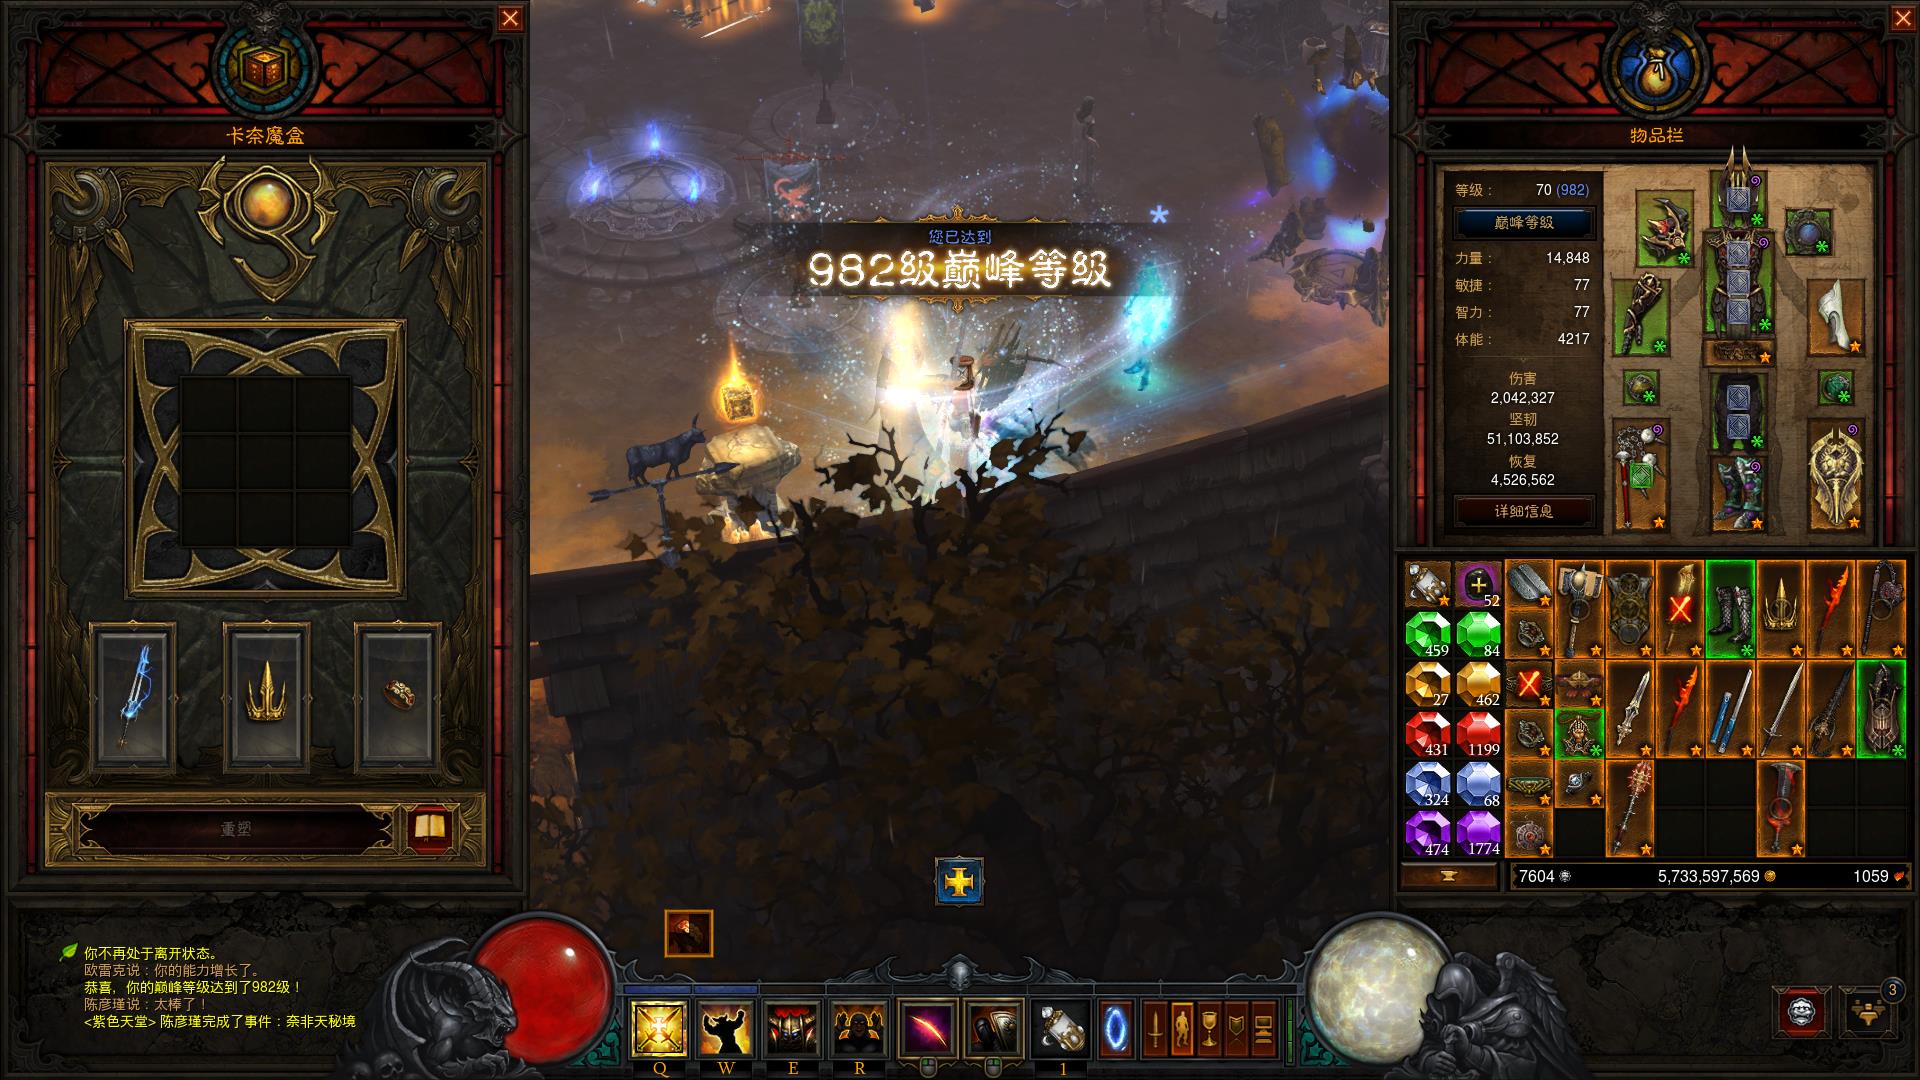 卡奈魔盒
重塑
您已达到
982级巅峰等级
物品栏
等级： 70 (982)
巅峰等级
力量： 14,848
敏捷： 77
智力： 77
体能： 4217
伤害
2,042,327
坚韧
51,103,852
恢复
4,526,562
详细信息
52
459 84
27 462
431 1199
324 68
474 1774
7604 5,733,597,569 1059
你不再处于离开状态。
欧雷克说：你的能力增长了。
恭喜，你的巅峰等级达到了982级！
陈彦瑾说：太棒了！
<紫色天堂> 陈彦瑾完成了事件：奈非天秘境
Q W E R 1
3